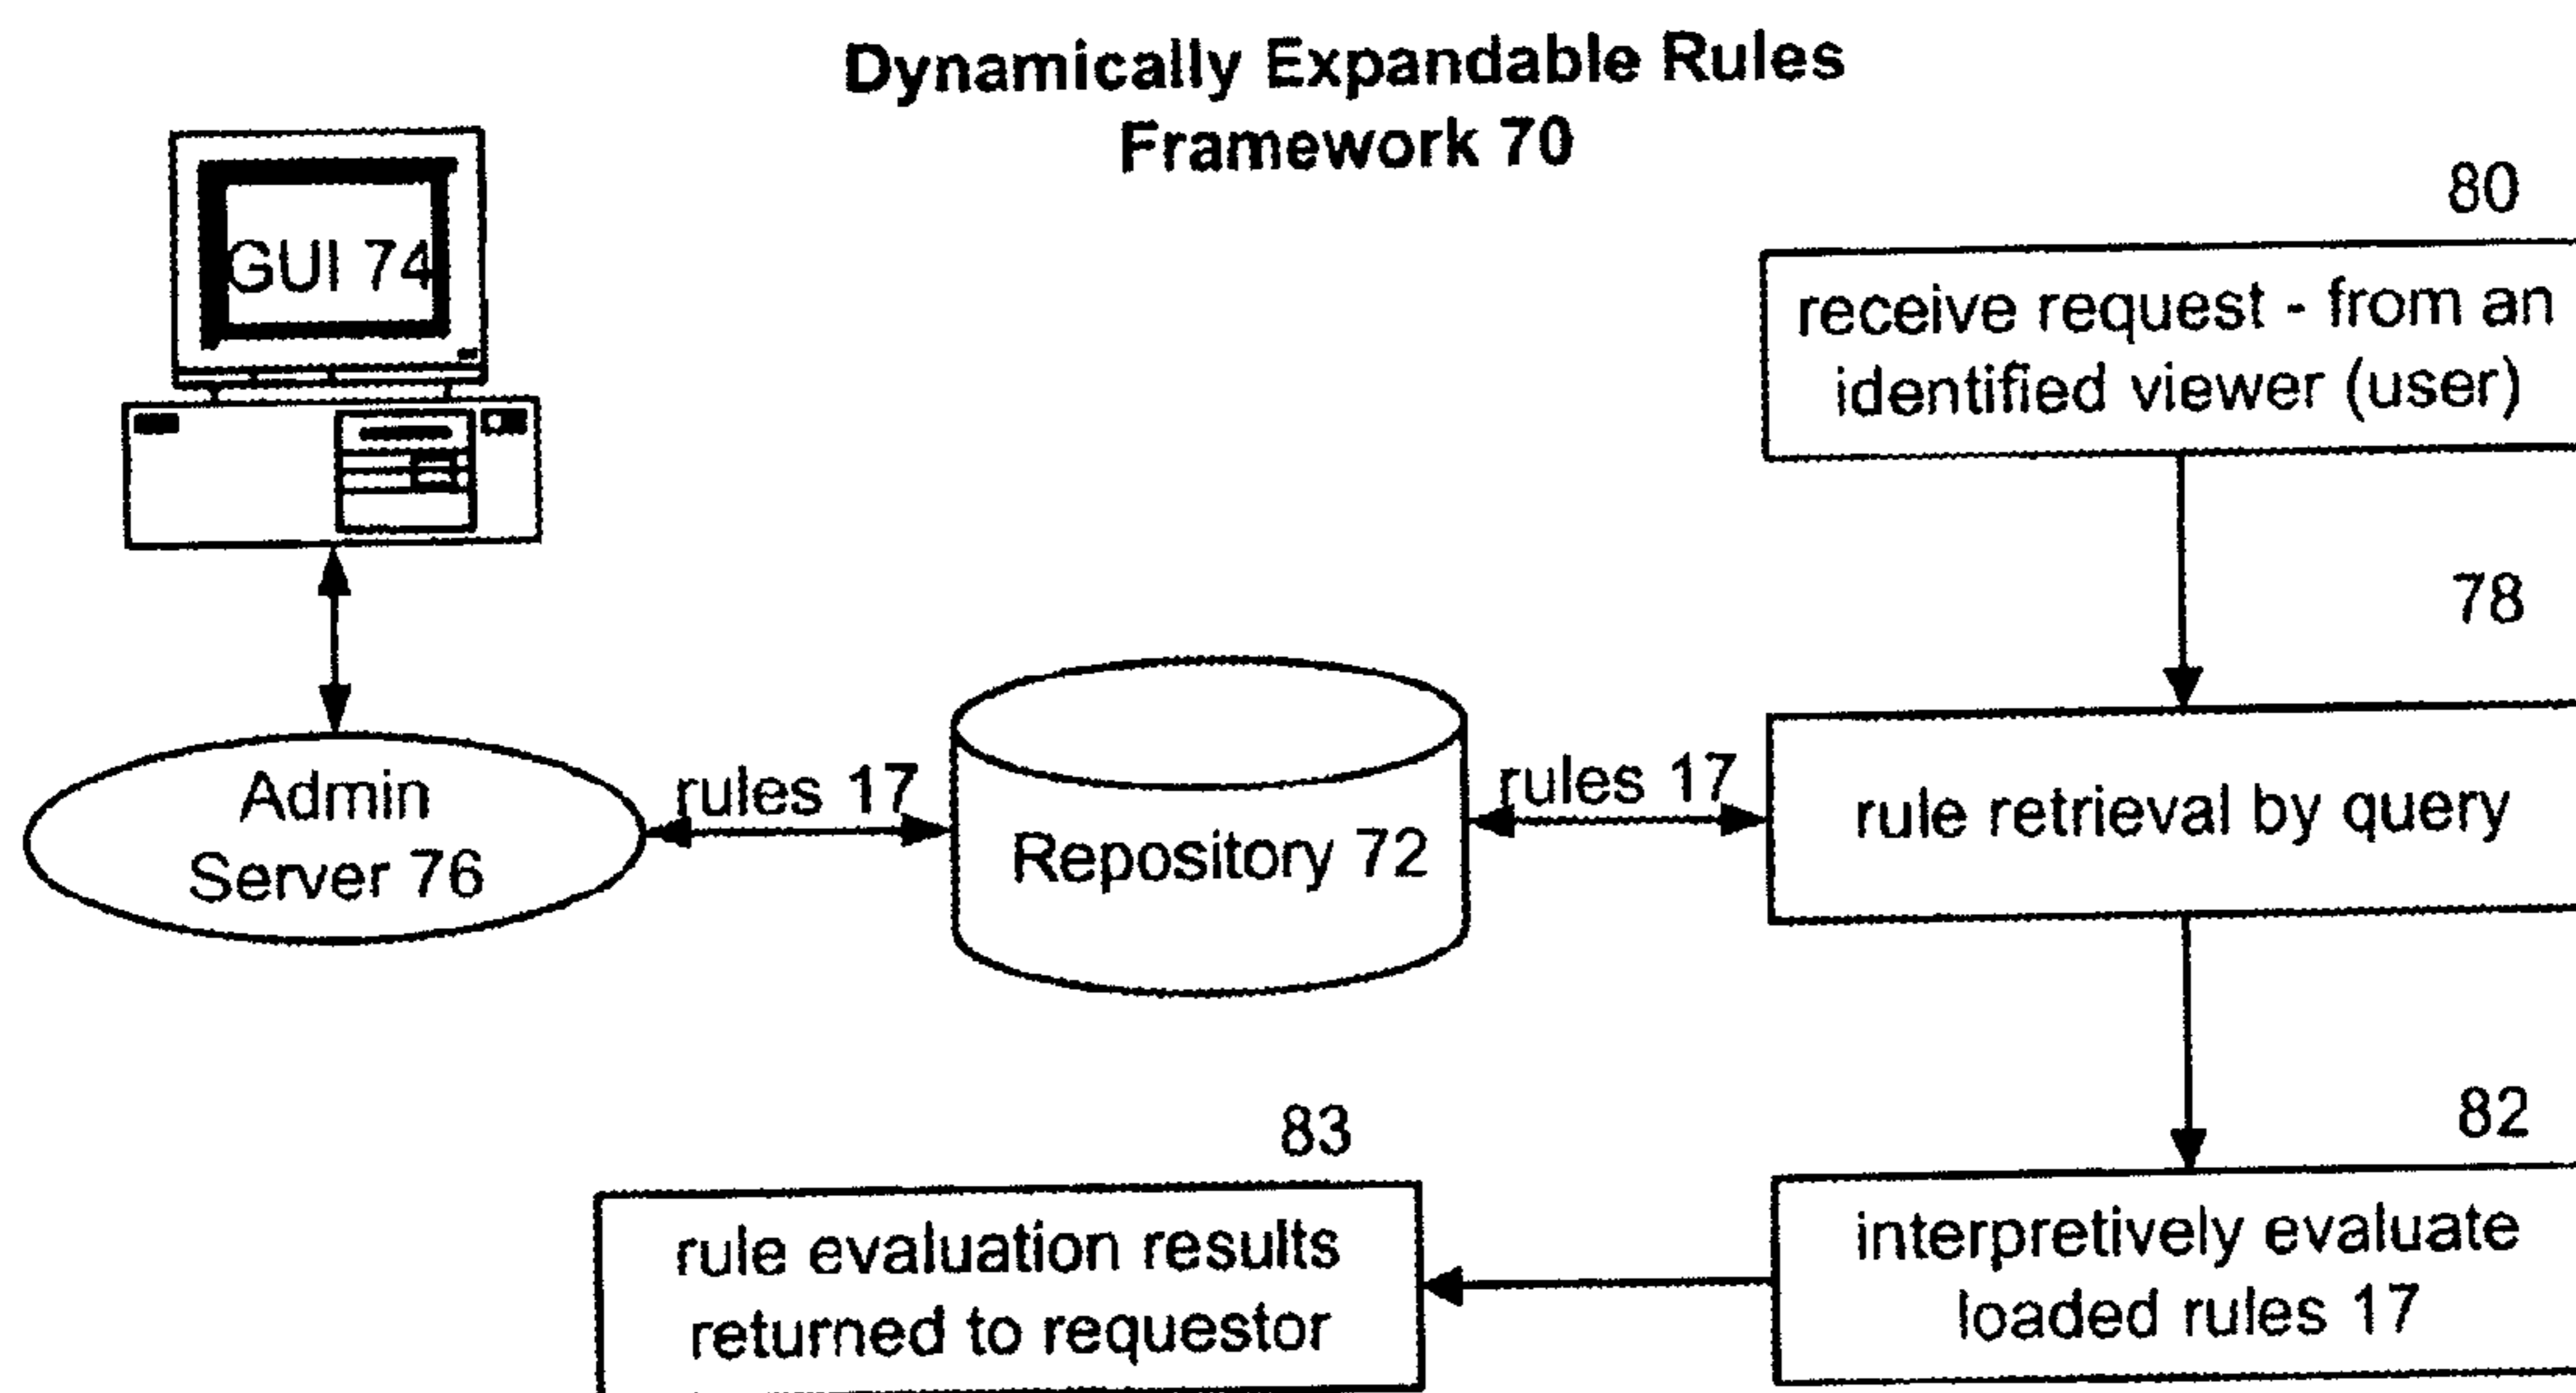 Dynamically Expandable Rules
Framework 70
GUI 74
80
receive request - from an
identified viewer (user)
78
Admin
Server 76
rules 17
Repository 72
rules 17
rule retrieval by query
83
rule evaluation results
returned to requestor
82
interpretively evaluate
loaded rules 17